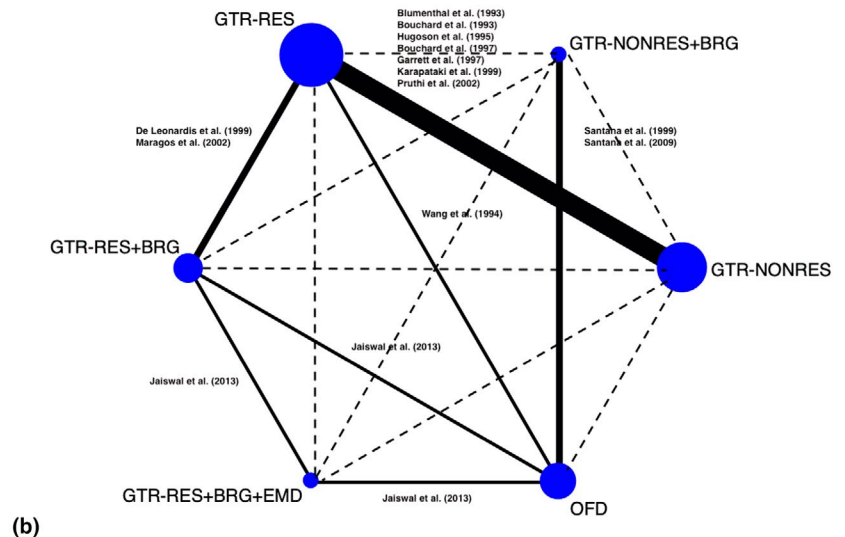 GTR-RES
Blumenthal et al. (1993)
Bouchard et al. (1993)
Hugoson et al. (1995)
Bouchard et al. (1997)
Garrett et al. (1997)
Karapataki et al. (1999)
Pruthi et al. (2002)
GTR-NONRES+BRG
De Leonardis et al. (1999)
Maragos et al. (2002)
Santana et al. (1999)
Santana et al. (2009)
Wang et al. (1994)
GTR-RES+BRG
GTR-NONRES
Jaiswal et al. (2013)
Jaiswal et al. (2013)
GTR-RES+BRG+EMD
Jaiswal et al. (2013)
OFD
(b)